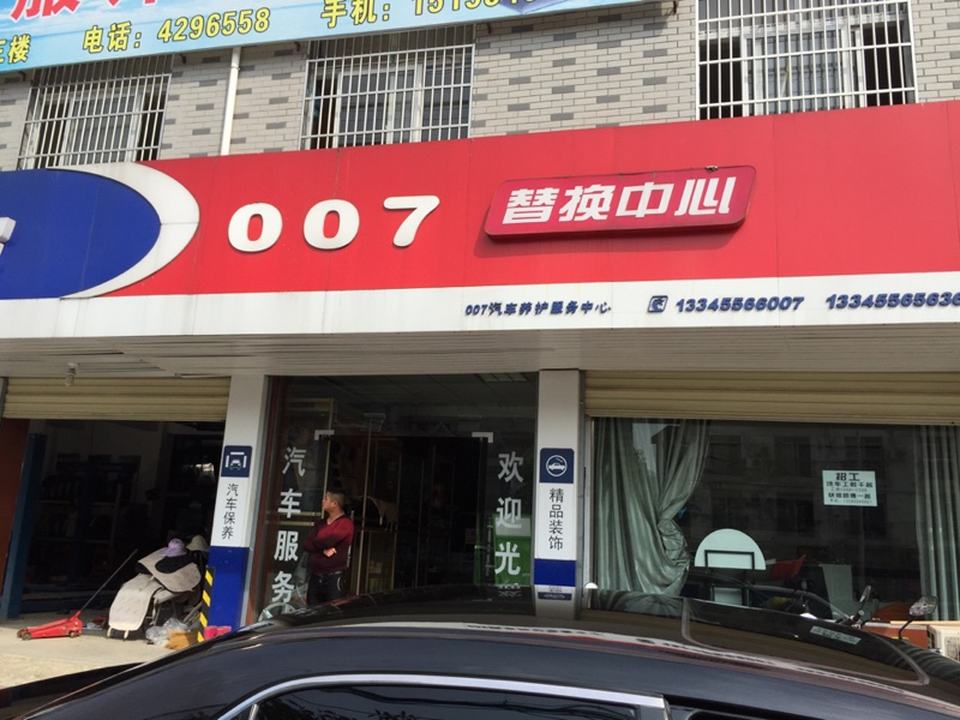 电话：4296558
手机：
007
替换中心
007汽车养护服务中心
13345566007
汽车服务
欢迎光
汽车保养
精品装饰
招工